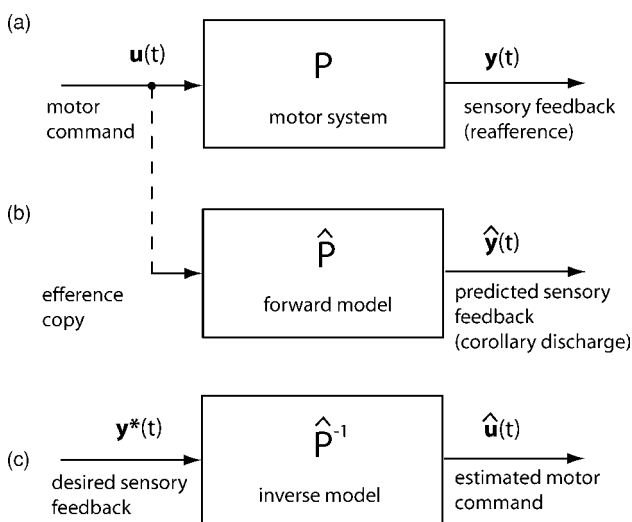 (a)
u(t)
motor
command
P
motor system
y(t)
sensory feedback
(reafference)
(b)
efference
copy
P̂
forward model
ŷ(t)
predicted sensory
feedback
(corollary discharge)
(c)
y*(t)
desired sensory
feedback
P̂⁻¹
inverse model
û(t)
estimated motor
command